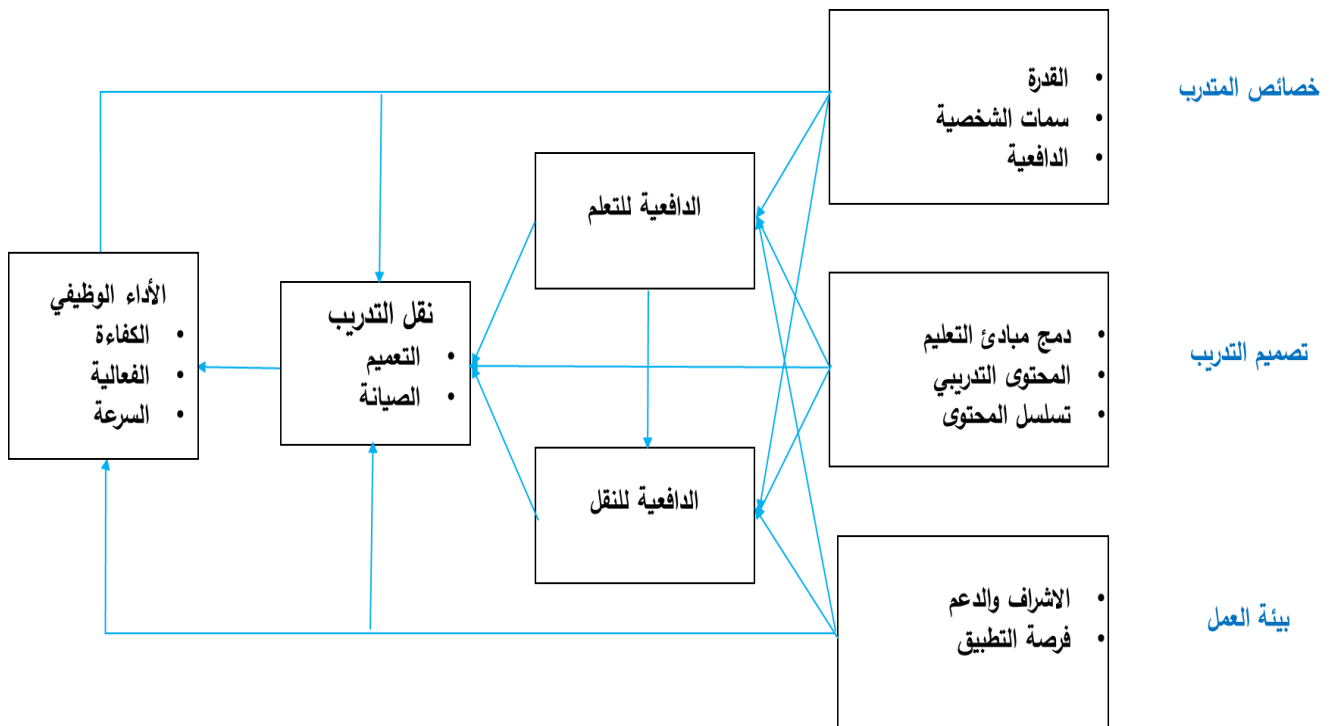 خصائص المتدرب
• القدرة
• سمات الشخصية
• الدافعية
تصميم التدريب
• دمج مبادئ التعليم
• المحتوى التدريبي
• تسلسل المحتوى
بيئة العمل
• الاشراف والدعم
• فرصة التطبيق
الدافعية للتعلم
الدافعية للنقل
نقل التدريب
• التعميم
• الصيانة
الأداء الوظيفي
• الكفاءة
• الفعالية
• السرعة